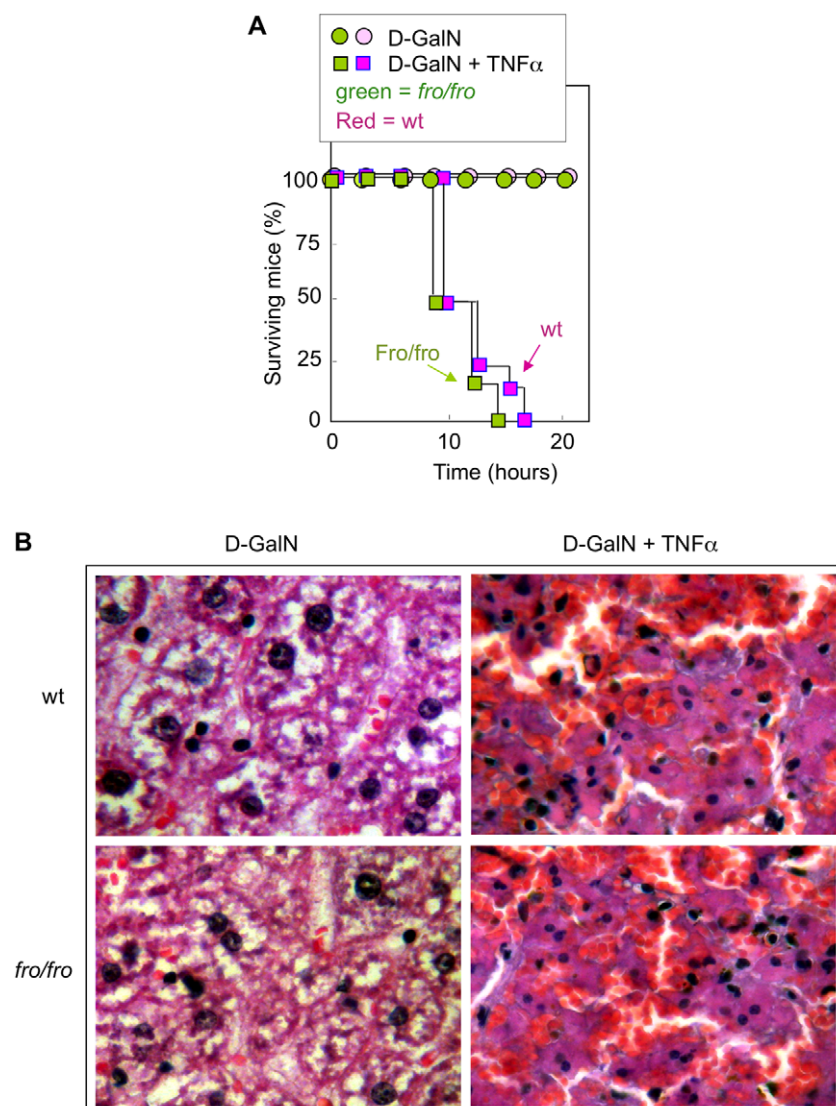 A
D-GalN
D-GalN + TNFα
green = fro/fro
Red = wt
100
75
50
25
0
Surviving mice (%)
Fro/fro
wt
0
10
20
Time (hours)
B
D-GalN
D-GalN + TNFα
wt
fro/fro